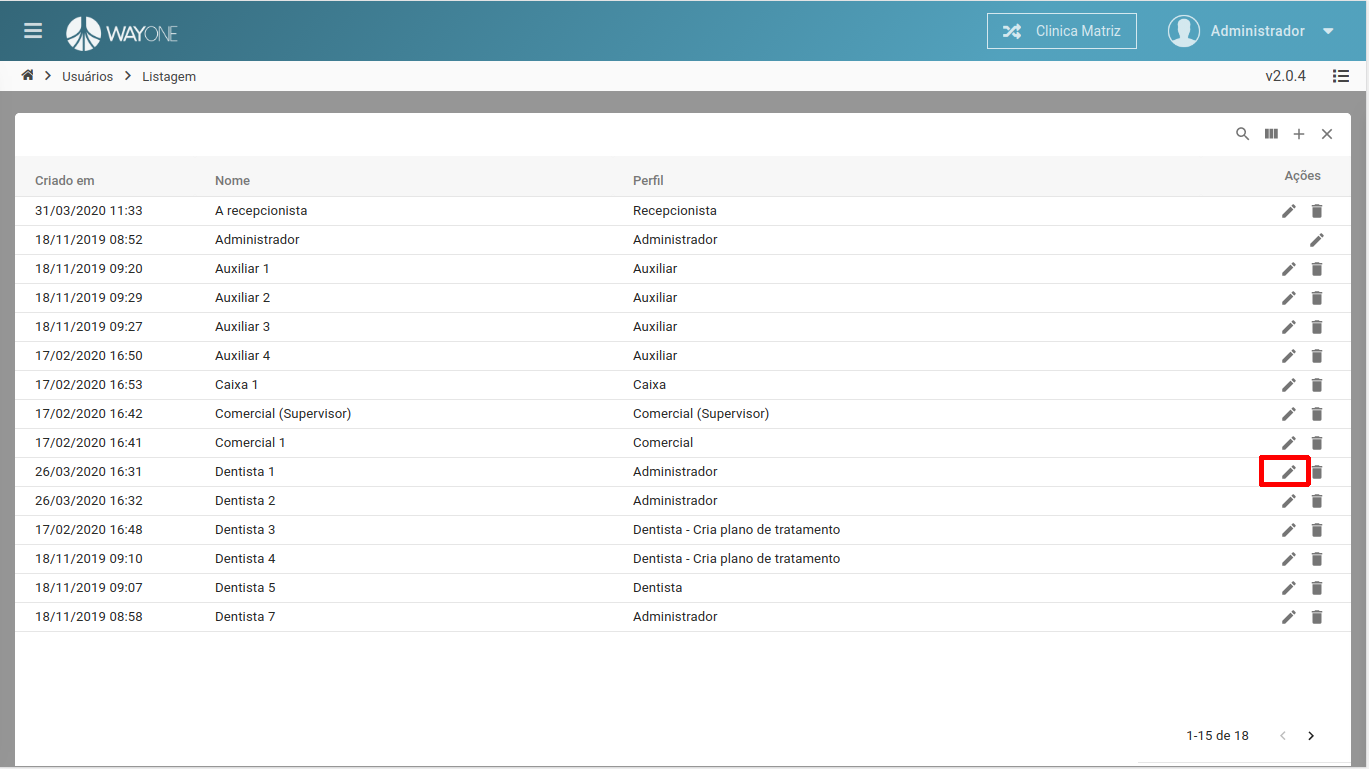 WAYONE
Clinica Matriz
Administrador
Usuários
Listagem
v2.0.4
Criado em Nome Perfil Ações
31/03/2020 11:33 A recepcionista Recepcionista
18/11/2019 08:52 Administrador Administrador
18/11/2019 09:20 Auxiliar 1 Auxiliar
18/11/2019 09:29 Auxiliar 2 Auxiliar
18/11/2019 09:27 Auxiliar 3 Auxiliar
17/02/2020 16:50 Auxiliar 4 Auxiliar
17/02/2020 16:53 Caixa 1 Caixa
17/02/2020 16:42 Comercial (Supervisor) Comercial (Supervisor)
17/02/2020 16:41 Comercial 1 Comercial
26/03/2020 16:31 Dentista 1 Administrador
26/03/2020 16:32 Dentista 2 Administrador
17/02/2020 16:48 Dentista 3 Dentista - Cria plano de tratamento
18/11/2019 09:10 Dentista 4 Dentista - Cria plano de tratamento
18/11/2019 09:07 Dentista 5 Dentista
18/11/2019 08:58 Dentista 7 Administrador
1-15 de 18